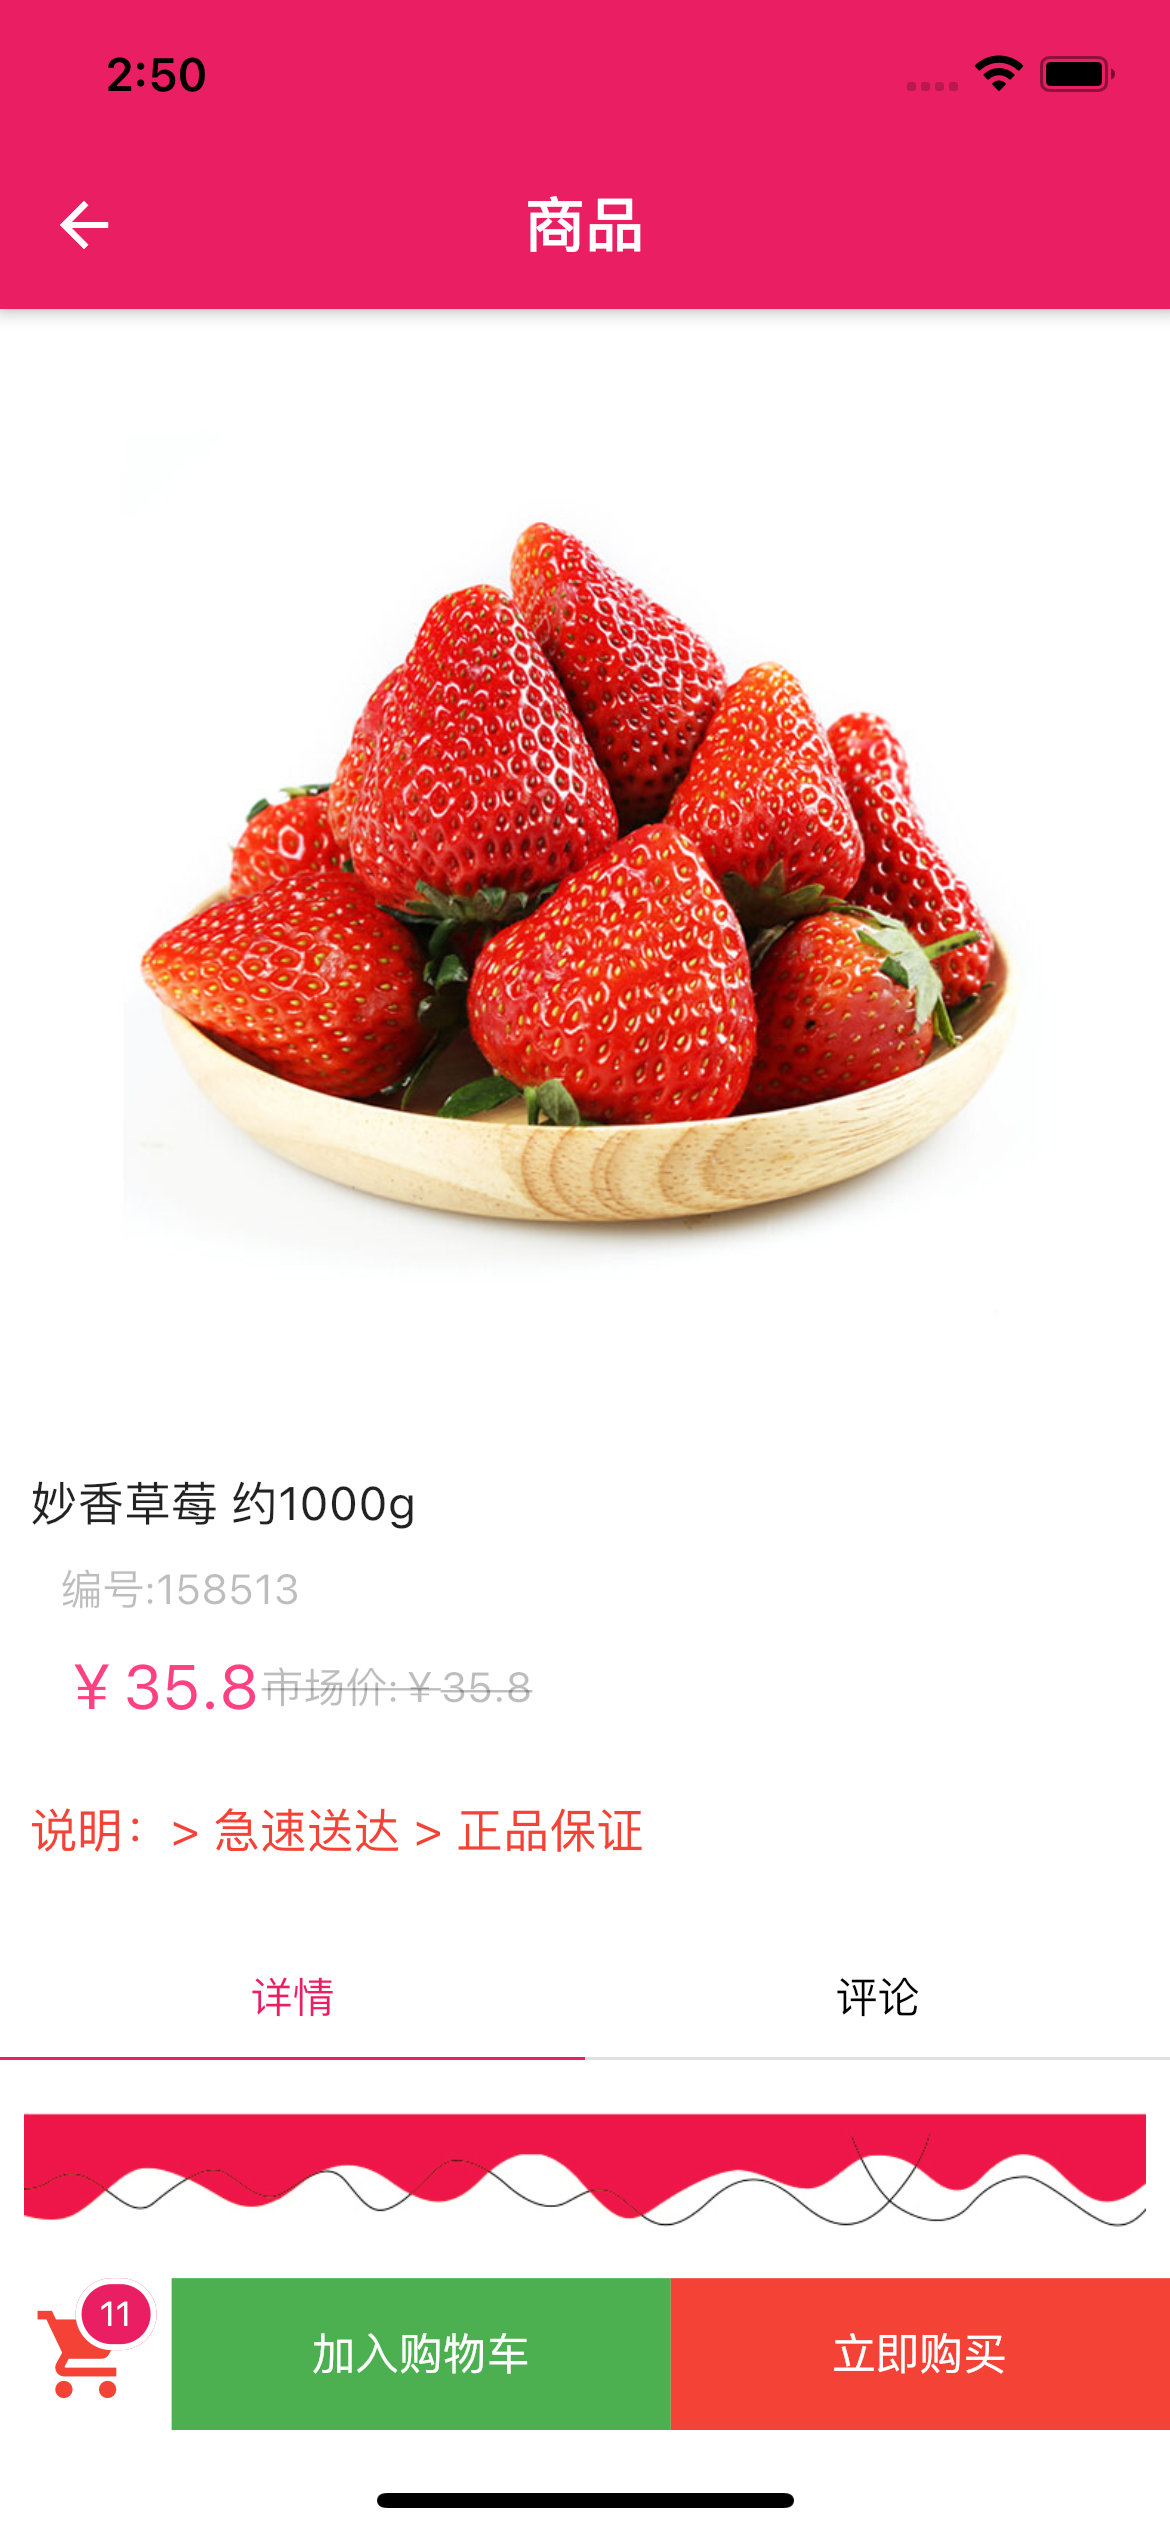 2:50
商品
妙香草莓 约1000g
编号:158513
￥35.8市场价:￥35.8
说明：> 急速送达 > 正品保证
详情 评论
11
加入购物车 立即购买